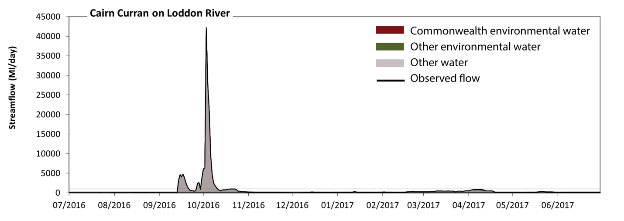 Cairn Curran on Loddon River
45000
40000
35000
30000
25000
20000
15000
10000
5000
0
Streamflow (Ml/day)
Commonwealth environmental water
Other environmental water
Other water
Observed flow
07/2016 08/2016 09/2016 10/2016 11/2016 12/2016 01/2017 02/2017 03/2017 04/2017 05/2017 06/2017